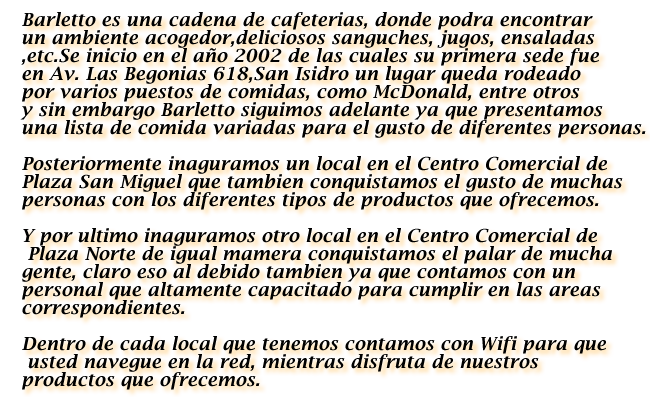 Barletto es una cadena de cafeterias, donde podra encontrar
un ambiente acogedor,deliciosos sanguches, jugos, ensaladas
,etc.Se inicio en el año 2002 de las cuales su primera sede fue
en Av. Las Begonias 618,San Isidro un lugar queda rodeado
por varios puestos de comidas, como McDonald, entre otros
y sin embargo Barletto siguimos adelante ya que presentamos
una lista de comida variadas para el gusto de diferentes personas.
Posteriormente inaguramos un local en el Centro Comercial de
Plaza San Miguel que tambien conquistamos el gusto de muchas
personas con los diferentes tipos de productos que ofrecemos.
Y por ultimo inaguramos otro local en el Centro Comercial de
Plaza Norte de igual mamera conquistamos el palar de mucha
gente, claro eso al debido tambien ya que contamos con un
personal que altamente capacitado para cumplir en las areas
correspondientes.
Dentro de cada local que tenemos contamos con Wifi para que
usted navegue en la red, mientras disfruta de nuestros
productos que ofrecemos.